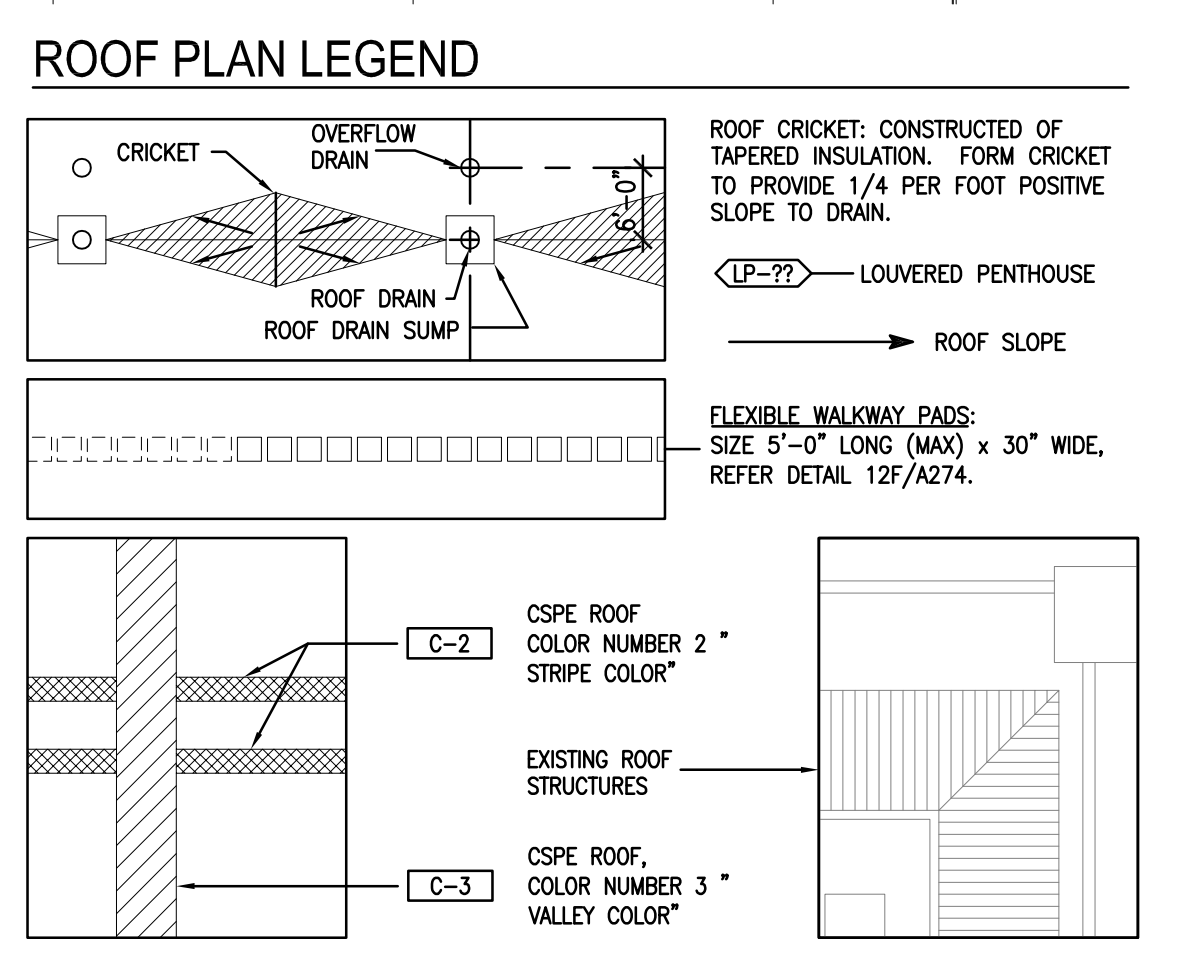 ROOF PLAN LEGEND
CRICKET
OVERFLOW
DRAIN
6'-0"
ROOF DRAIN
ROOF DRAIN SUMP
ROOF CRICKET: CONSTRUCTED OF
TAPERED INSULATION. FORM CRICKET
TO PROVIDE 1/4 PER FOOT POSITIVE
SLOPE TO DRAIN.
LP-??
LOUVERED PENTHOUSE
ROOF SLOPE
FLEXIBLE WALKWAY PADS:
SIZE 5'-0" LONG (MAX) x 30" WIDE,
REFER DETAIL 12F/A274.
C-2
CSPE ROOF
COLOR NUMBER 2 "
STRIPE COLOR"
EXISTING ROOF
STRUCTURES
C-3
CSPE ROOF,
COLOR NUMBER 3 "
VALLEY COLOR"